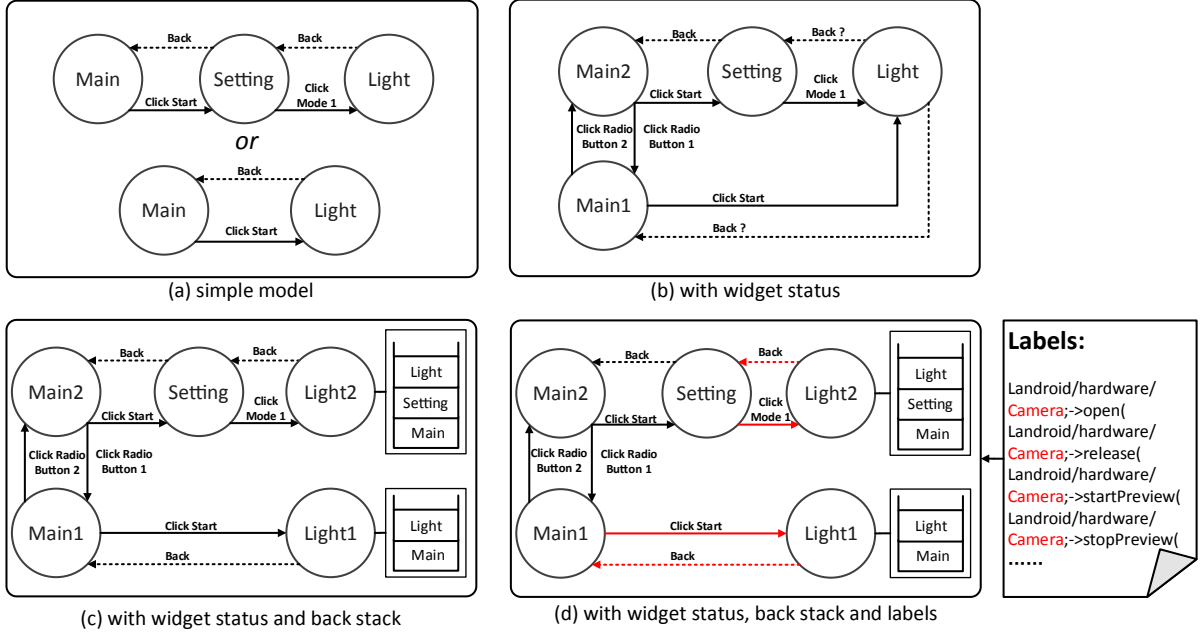 Back
Back
Main
Setting
Light
Click Start
Click
Mode 1
or
Back
Main
Light
Click Start
(a) simple model
Back
Back ?
Main2
Setting
Light
Click Start
Click
Mode 1
Click Radio
Button 2
Click Radio
Button 1
Main1
Click Start
Back ?
(b) with widget status
Back
Back
Main2
Setting
Light2
Light
Setting
Main
Click Start
Click
Mode 1
Click Radio
Button 2
Click Radio
Button 1
Main1
Click Start
Light1
Back
Light
Main
(c) with widget status and back stack
Back
Back
Main2
Setting
Light2
Light
Setting
Main
Click Start
Click
Mode 1
Click Radio
Button 2
Click Radio
Button 1
Main1
Click Start
Light1
Back
Light
Main
(d) with widget status, back stack and labels
Labels:
Landroid/hardware/
Camera;->open(
Landroid/hardware/
Camera;->release(
Landroid/hardware/
Camera;->startPreview(
Landroid/hardware/
Camera;->stopPreview(
......